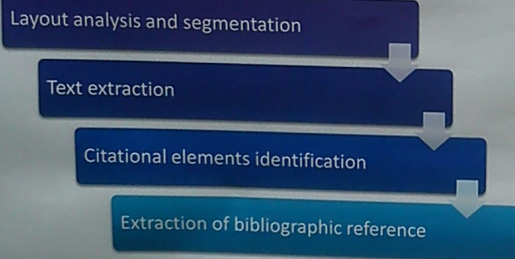 Layout analysis and segmentation
Text extraction
Citational elements identification
Extraction of bibliographic reference